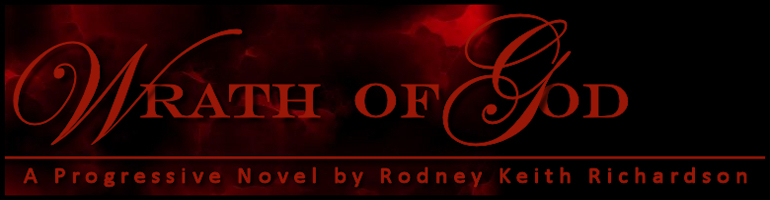 Wrath of God
A Progressive Novel by Rodney Keith Richardson